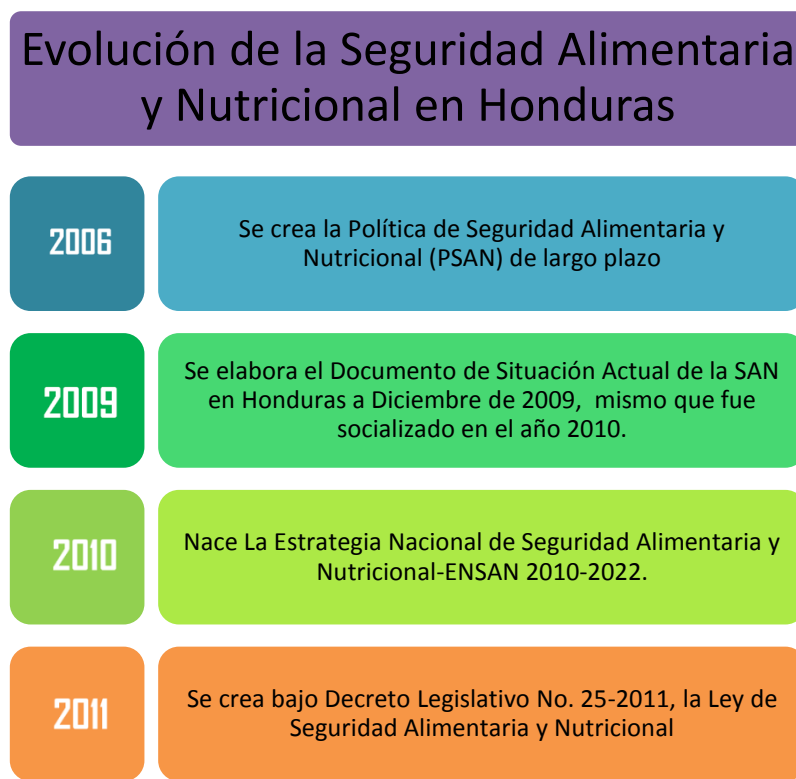 Evolución de la Seguridad Alimentaria
y Nutricional en Honduras
2006
Se crea la Política de Seguridad Alimentaria y
Nutricional (PSAN) de largo plazo
2009
Se elabora el Documento de Situación Actual de la SAN
en Honduras a Diciembre de 2009, mismo que fue
socializado en el año 2010.
2010
Nace La Estrategia Nacional de Seguridad Alimentaria y
Nutricional-ENSAN 2010-2022.
2011
Se crea bajo Decreto Legislativo No. 25-2011, la Ley de
Seguridad Alimentaria y Nutricional